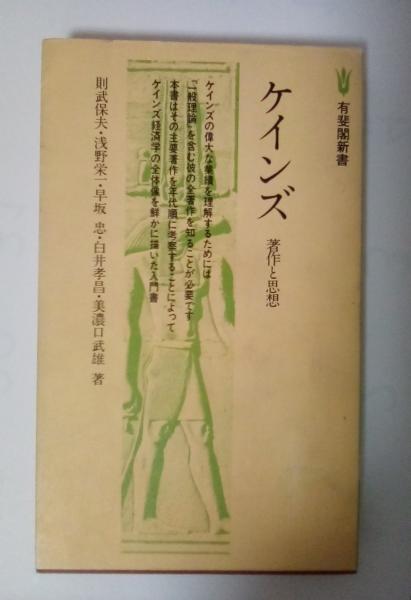 有斐閣新書
ケインズ
著作と思想
ケインズの偉大な業績を理解するためには
『一般理論』を含む彼の全著作を知ることが必要です
本書はその主要著作を年代順に考察することによって
ケインズ経済学の全体像を鮮かに描いた入門書
則武保夫・浅野栄一・早坂 忠・白井孝昌・美濃口武雄 著